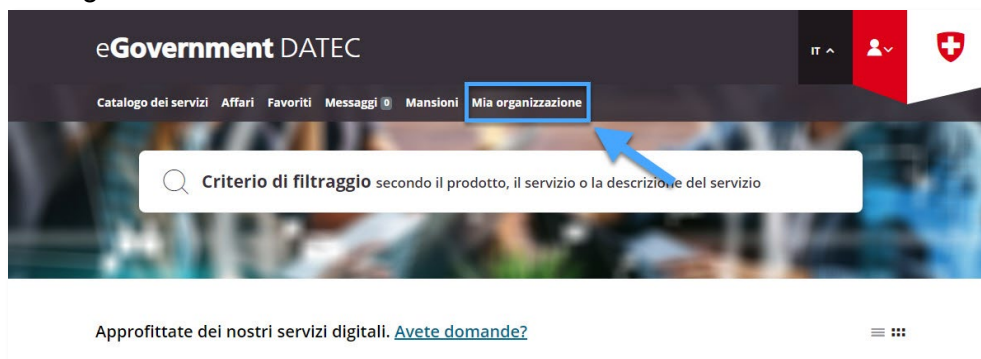 eGovernment DATEC
IT
Catalogo dei servizi Affari Favoriti Messaggi 0 Mansioni Mia organizzazione
Criterio di filtraggio secondo il prodotto, il servizio o la descrizione del servizio
Approfittate dei nostri servizi digitali. Avete domande?